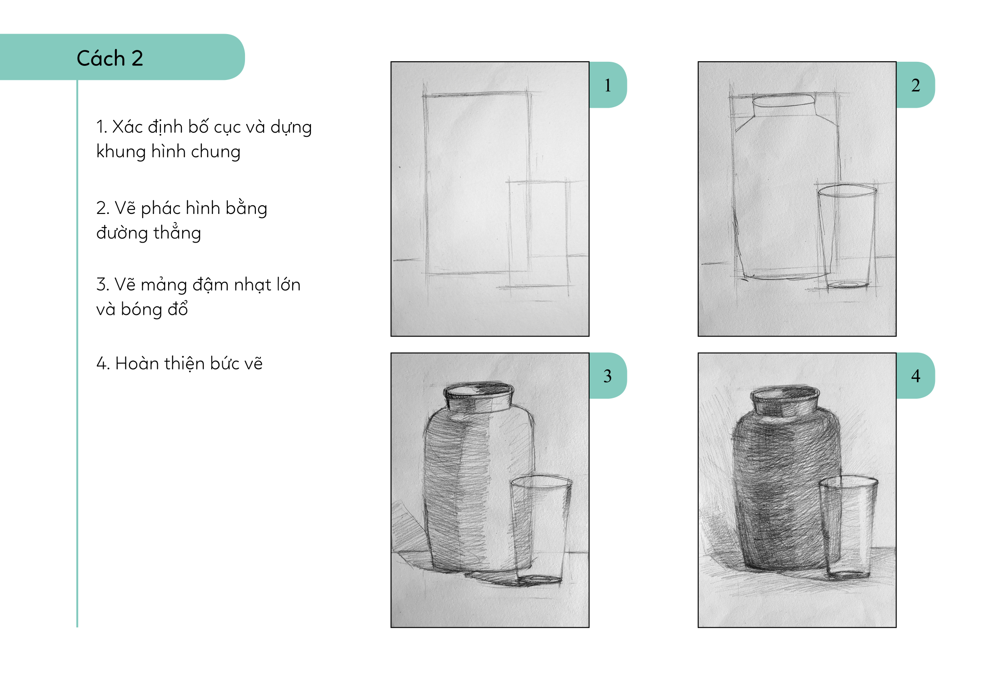 Cách 2
1. Xác định bố cục và dựng
khung hình chung
2. Vẽ phác hình bằng
đường thẳng
3. Vẽ mảng đậm nhạt lớn
và bóng đổ
4. Hoàn thiện bức vẽ
1
2
3
4